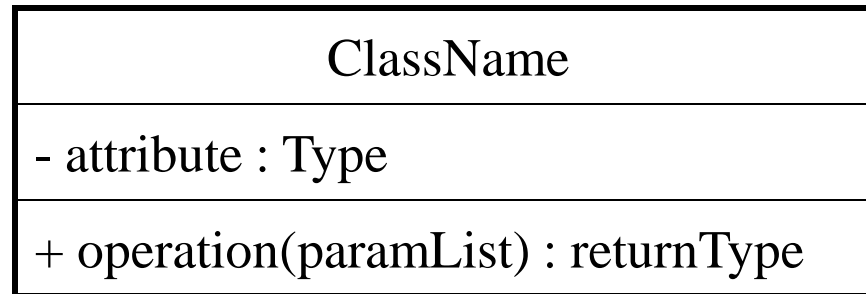 ClassName
- attribute : Type
+ operation(paramList) : returnType